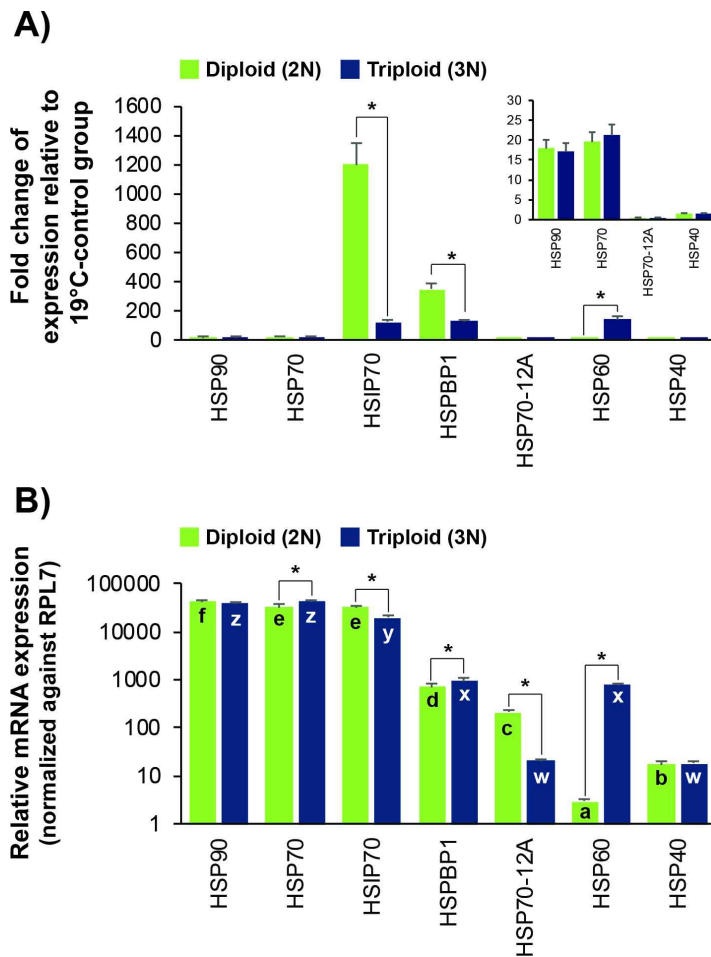 A)
Diploid (2N) Triploid (3N)
Fold change of
expression relative to
19°C-control group
1600
1400
1200
1000
800
600
400
200
0
*
*
*
HSP90 HSP70 HSIP70 HSPBP1 HSP70-12A HSP60 HSP40
30
25
20
15
10
5
0
HSP90 HSP70 HSP70-12A HSP40
B)
Diploid (2N) Triploid (3N)
Relative mRNA expression
(normalized against RPL7)
100000
10000
1000
100
10
1
* * * * *
f z e z e y d x c w a x b w
HSP90 HSP70 HSIP70 HSPBP1 HSP70-12A HSP60 HSP40